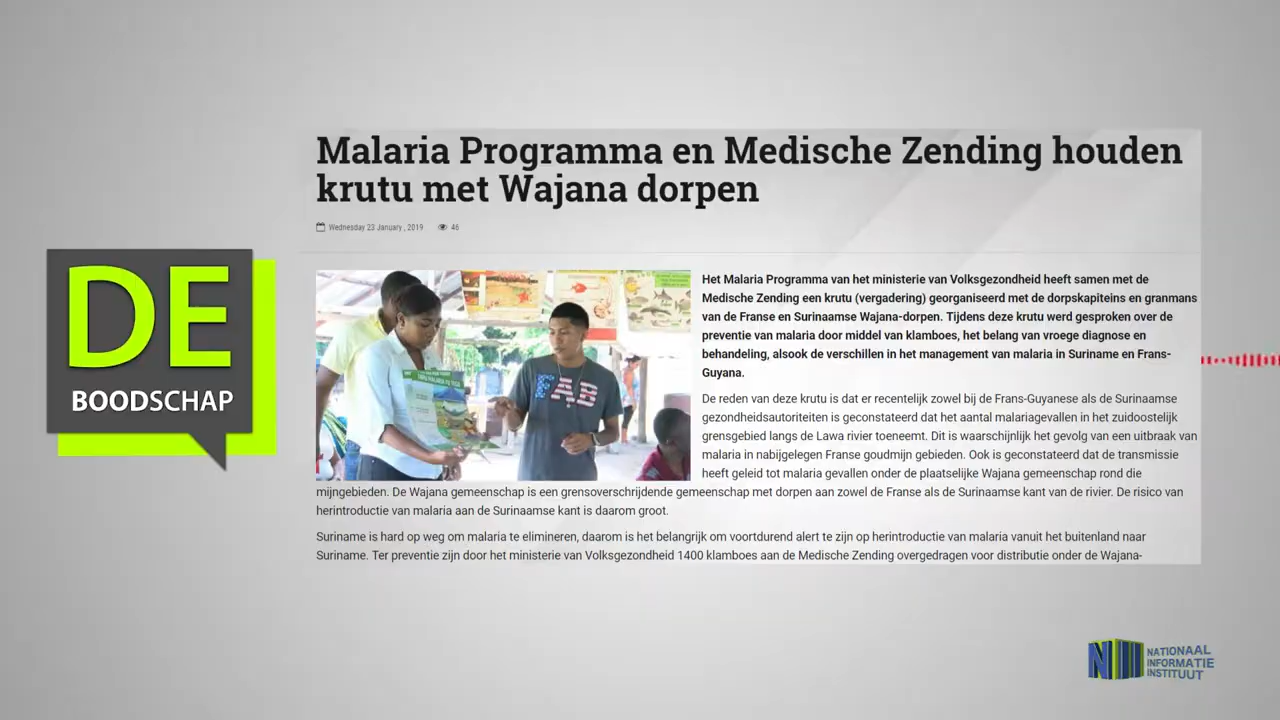 Malaria Programma en Medische Zending houden
krutu met Wajana dorpen
Wednesday 23 January , 2019 46
DE
BOODSCHAP
Het Malaria Programma van het ministerie van Volksgezondheid heeft samen met de
Medische Zending een krutu (vergadering) georganiseerd met de dorpskapiteins en granmans
van de Franse en Surinaamse Wajana-dorpen. Tijdens deze krutu werd gesproken over de
preventie van malaria door middel van klamboes, het belang van vroege diagnose en
behandeling, alsook de verschillen in het management van malaria in Suriname en Frans-
Guyana.
De reden van deze krutu is dat er recentelijk zowel bij de Frans-Guyanese als de Surinaamse
gezondheidsautoriteiten is geconstateerd dat het aantal malariagevallen in het zuidoostelijk
grensgebied langs de Lawa rivier toeneemt. Dit is waarschijnlijk het gevolg van een uitbraak van
malaria in nabijgelegen Franse goudmijn gebieden. Ook is geconstateerd dat de transmissie
heeft geleid tot malaria gevallen onder de plaatselijke Wajana gemeenschap rond die
mijngebieden. De Wajana gemeenschap is een grensoverschrijdende gemeenschap met dorpen aan zowel de Franse als de Surinaamse kant van de rivier. De risico van
herintroductie van malaria aan de Surinaamse kant is daarom groot.
Suriname is hard op weg om malaria te elimineren, daarom is het belangrijk om voortdurend alert te zijn op herintroductie van malaria vanuit het buitenland naar
Suriname. Ter preventie zijn door het ministerie van Volksgezondheid 1400 klamboes aan de Medische Zending overgedragen voor distributie onder de Wajana-
FAB
NATIONAAL
INFORMATIE
INSTITUUT